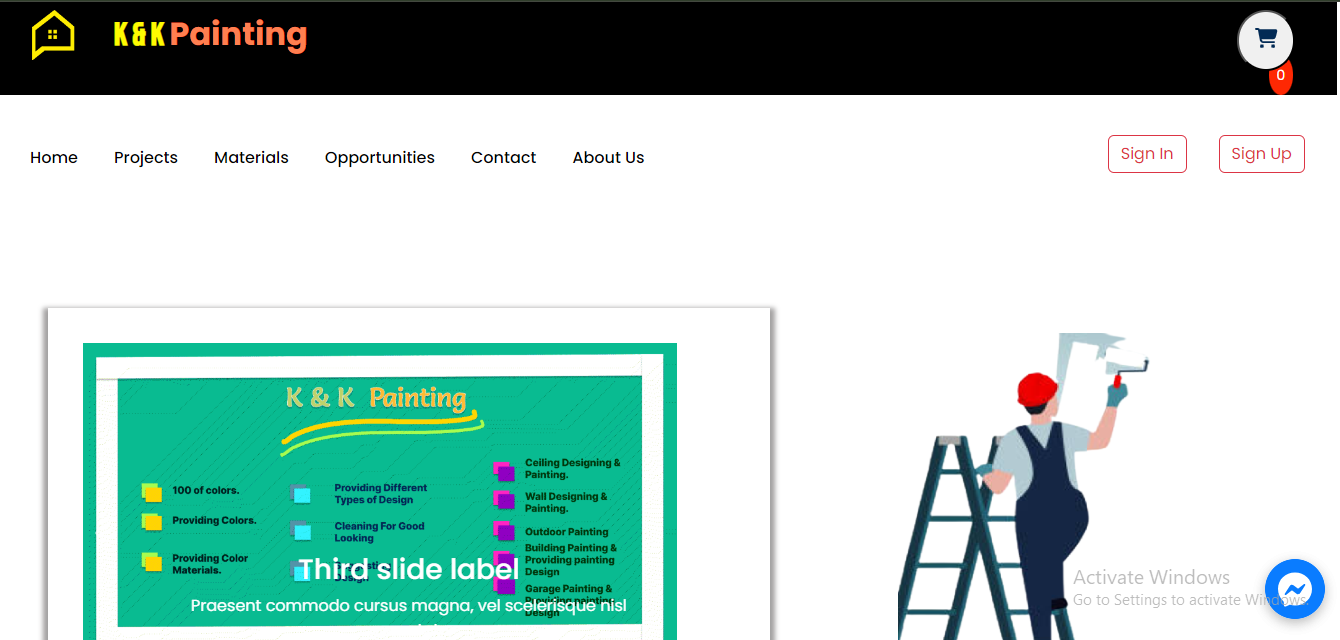 K&K Painting
0
Home Projects Materials Opportunities Contact About Us Sign In Sign Up
K & K Painting
100 of colors.
Providing Colors.
Providing Color
Materials.
Providing Different
Types of Design
Cleaning For Good
Looking
Design
Ceiling Designing &
Painting.
Wall Designing &
Painting.
Outdoor Painting
Building Painting &
Providing painting
Design
Garage Painting &
Providing painting
Design
Third slide label
Praesent commodo cursus magna, vel scelerisque nisl
Activate Windows
Go to Settings to activate Windows.